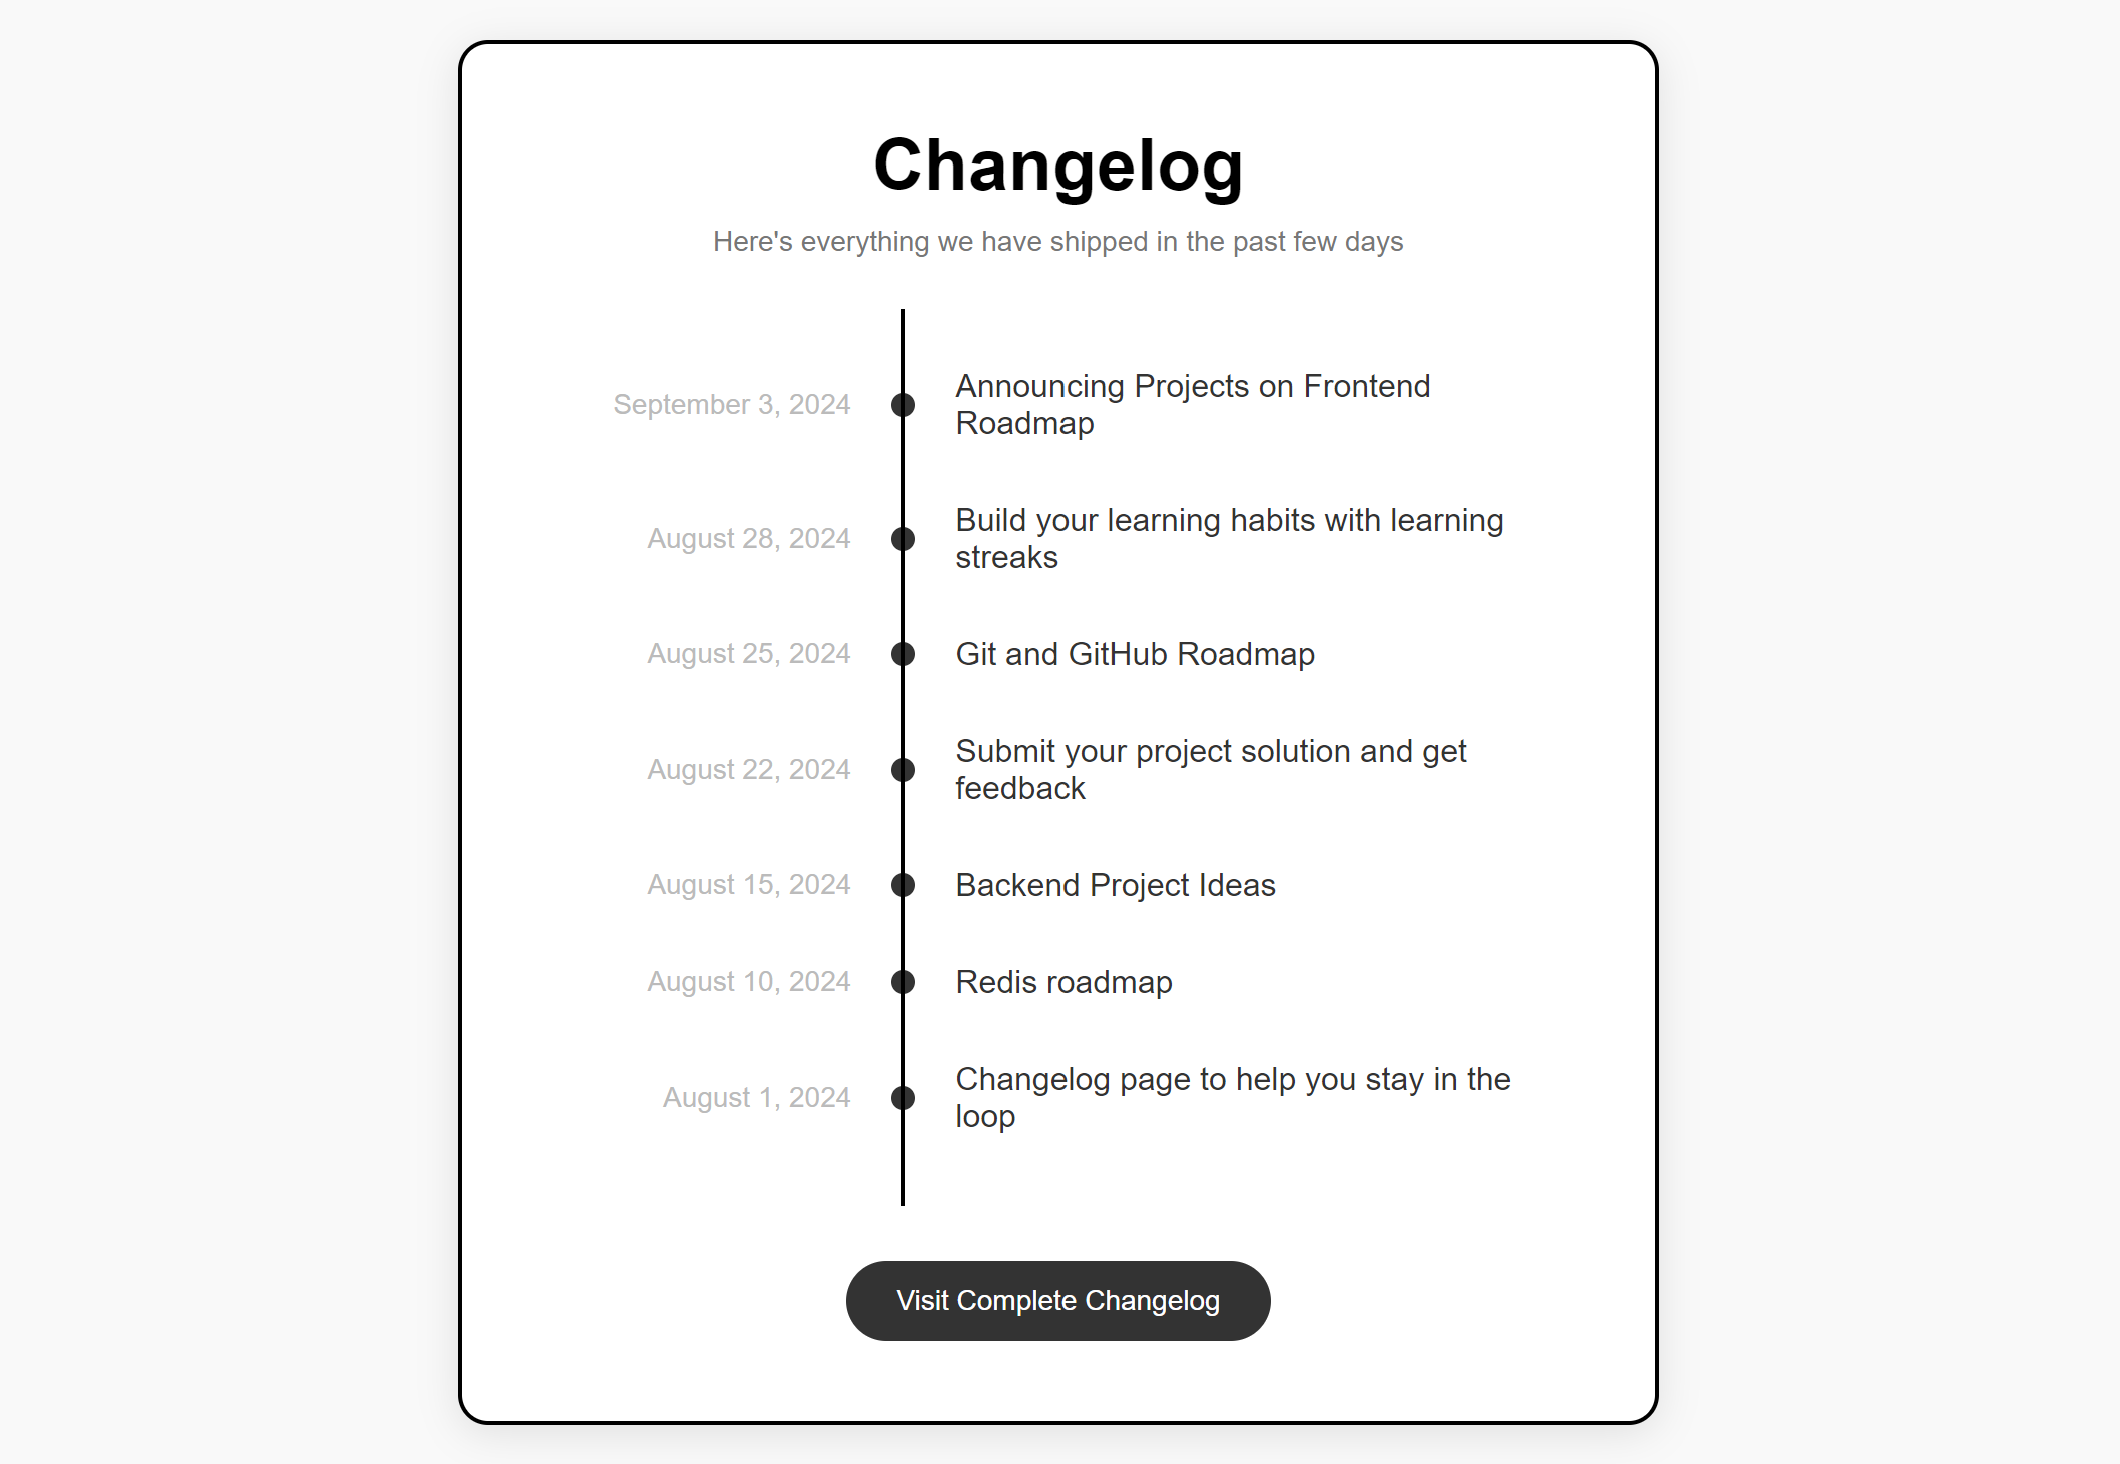 Changelog
Here's everything we have shipped in the past few days
September 3, 2024
Announcing Projects on Frontend
Roadmap
August 28, 2024
Build your learning habits with learning
streaks
August 25, 2024
Git and GitHub Roadmap
August 22, 2024
Submit your project solution and get
feedback
August 15, 2024
Backend Project Ideas
August 10, 2024
Redis roadmap
August 1, 2024
Changelog page to help you stay in the
loop
Visit Complete Changelog